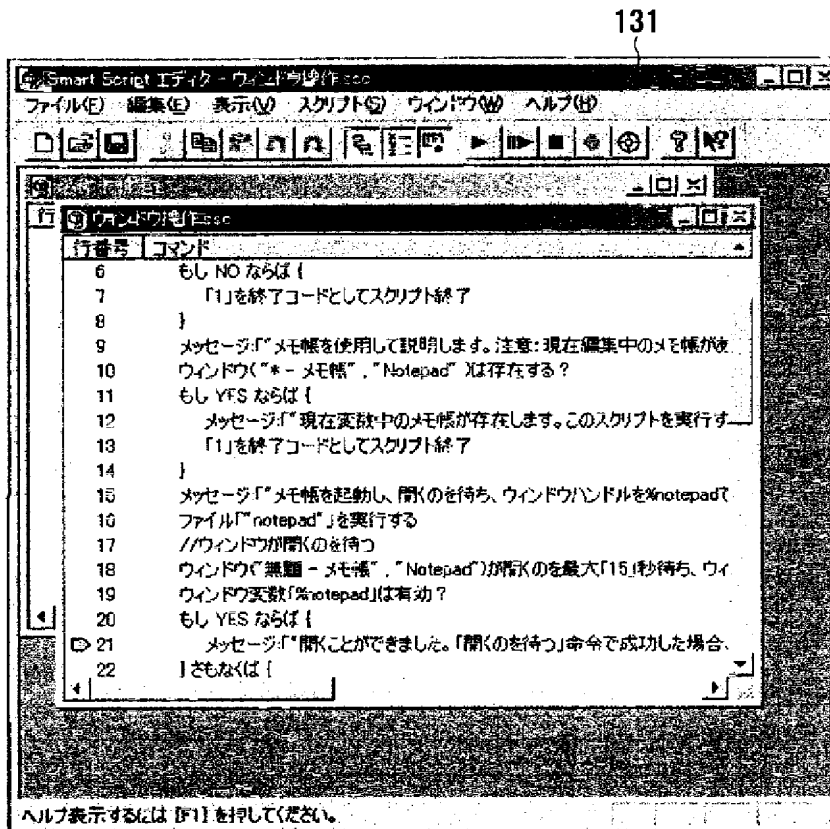 131
Smart Script エディタ - ウィンドウ操作.ssc
ファイル(F) 編集(E) 表示(V) スクリプト(S) ウィンドウ(W) ヘルプ(H)
行
ウィンドウ操作.ssc
行番号 コマンド
6 もし NO ならば {
7 「1」を終了コードとしてスクリプト終了
8 }
9 メッセージ:「"メモ帳を使用して説明します。注意:現在編集中のメモ帳が
10 ウィンドウ( "* - メモ帳" , "Notepad" )は存在する?
11 もし YES ならば {
12 メッセージ:「"現在変数中のメモ帳が存在します。このスクリプトを実行す
13 「1」を終了コードとしてスクリプト終了
14 }
15 メッセージ:「"メモ帳を起動し、開くのを待ち、ウィンドウハンドルを%notepadで
16 ファイル「"notepad"」を実行する
17 //ウィンドウが開くのを待つ
18 ウィンドウ("無題 - メモ帳" , "Notepad")が開くのを最大「15」秒待ち、ウィ
19 ウィンドウ変数「%notepad」は有効?
20 もし YES ならば {
21 メッセージ:「"開くことができました。「開くのを待つ」命令で成功した場合、
22 } さもなくば {
ヘルプ表示するには [F1] を押してください。